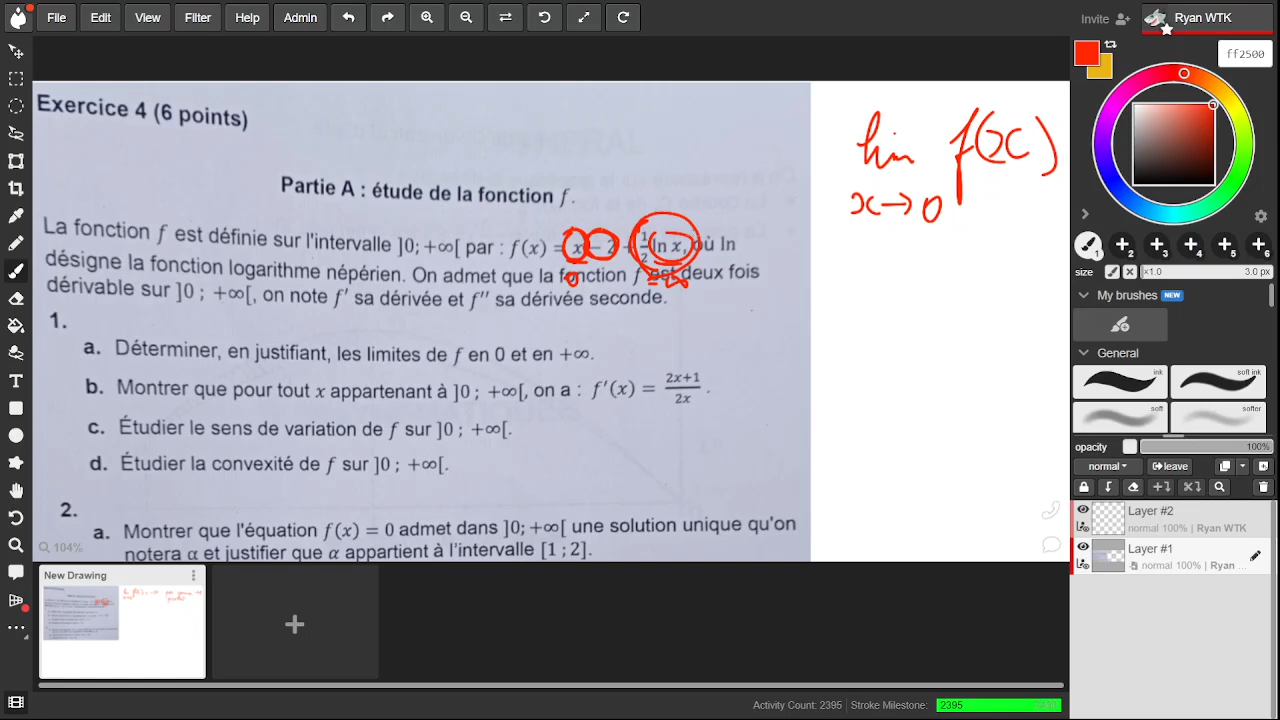 File Edit View Filter Help Admin
Invite Ryan WTK
ff2500
Exercice 4 (6 points)
Partie A : étude de la fonction f.
La fonction f est définie sur l'intervalle ]0; +∞[ par : f(x) = x − 2 + 1/2 ln x, où ln
désigne la fonction logarithme népérien. On admet que la fonction f est deux fois
dérivable sur ]0 ; +∞[, on note f′ sa dérivée et f″ sa dérivée seconde.
1.
a. Déterminer, en justifiant, les limites de f en 0 et en +∞.
b. Montrer que pour tout x appartenant à ]0 ; +∞[, on a : f′(x) = 2x+1/2x .
c. Étudier le sens de variation de f sur ]0 ; +∞[.
d. Étudier la convexité de f sur ]0 ; +∞[.
2.
a. Montrer que l'équation f(x) = 0 admet dans ]0; +∞[ une solution unique qu'on
notera α et justifier que α appartient à l'intervalle [1 ; 2].
lim f(x)
x→0
104%
1 2 3 4 5 6
size x1.0 3.0 px
My brushes NEW
General
ink soft ink
soft softer
opacity 100%
normal leave
Layer #2
normal 100% | Ryan WTK
Layer #1
normal 100% | Ryan ...
New Drawing
Activity Count: 2395 Stroke Milestone: 2395